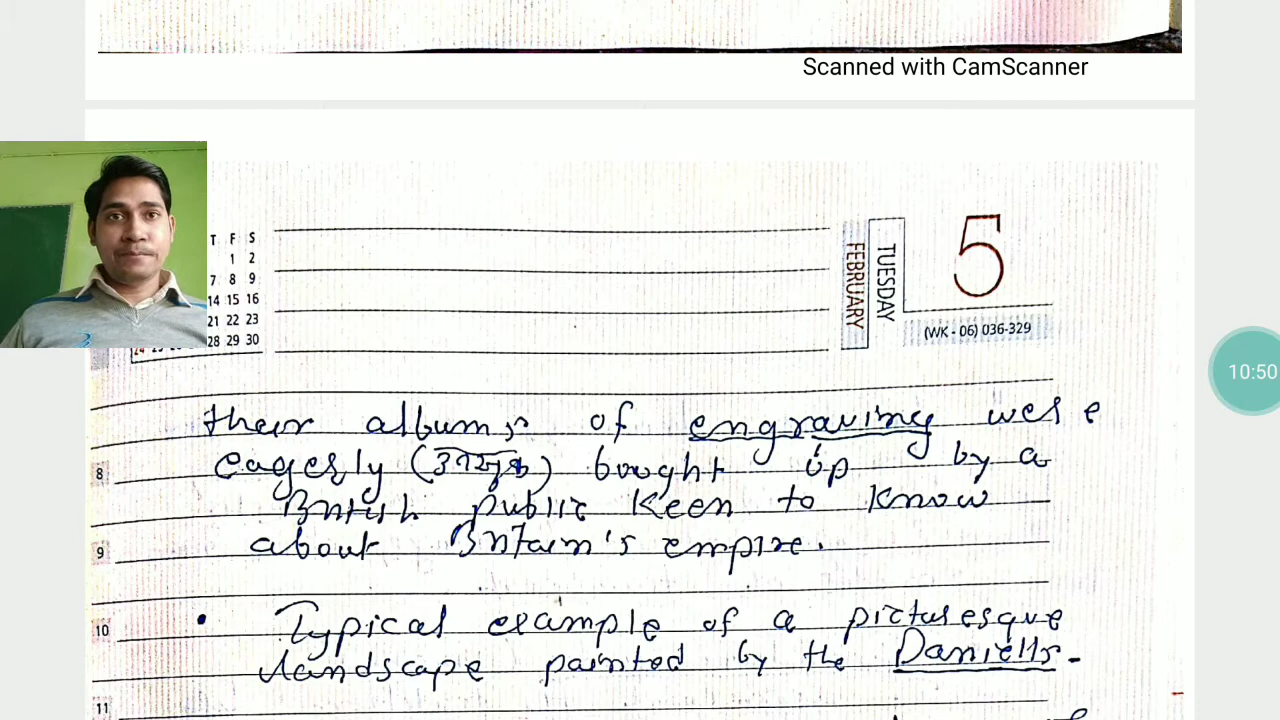 Scanned with CamScanner
T F S
1 2
7 8 9
14 15 16
21 22 23
28 29 30
FEBRUARY
TUESDAY
5
(WK - 06) 036-329
10:50
their albums of engraving were
8
eagerly (उत्सुक) bought up by a
British public keen to know
9
about Britain's empire.
10
• Typical example of a picturesque
landscape painted by the Daniells.
11